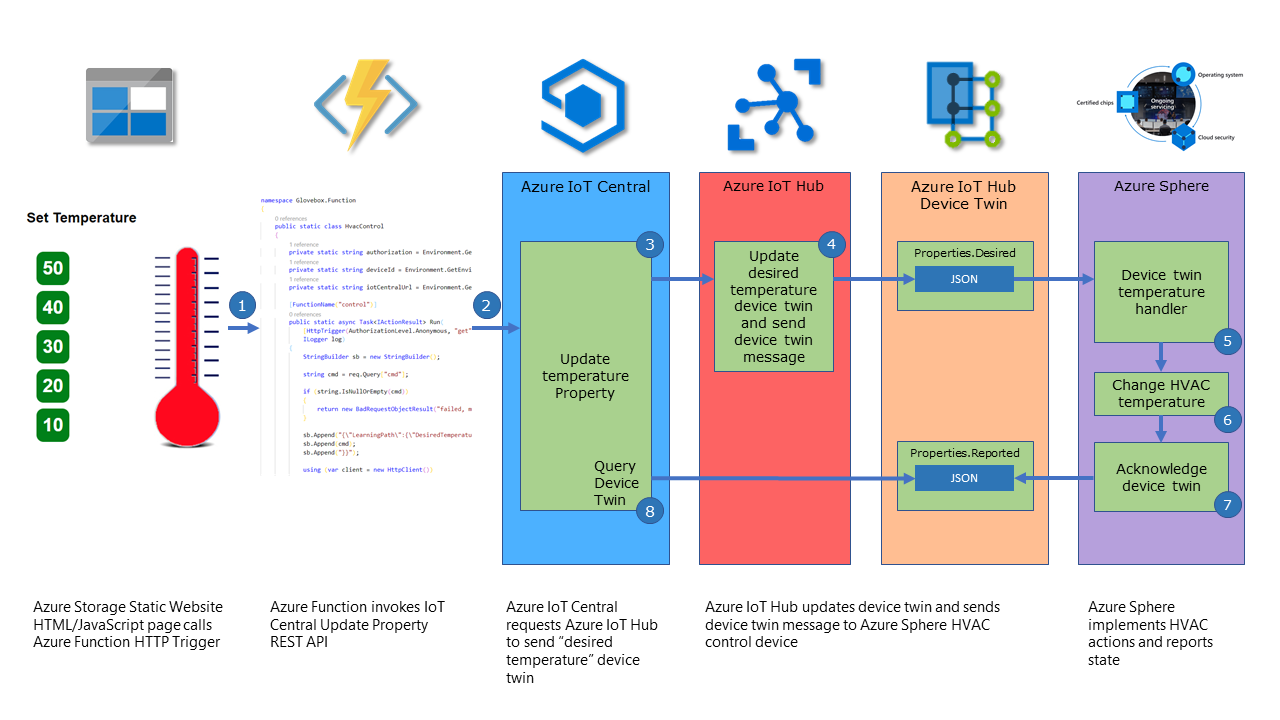 Operating system
Certified chips
Ongoing
servicing
Cloud security
Set Temperature
50
40
30
20
10
1
namespace Glovebox.Function
{
0 references
public static class HvacControl
{
1 reference
private static string authorization = Environment.Ge
1 reference
private static string deviceId = Environment.GetEnvi
1 reference
private static string iotCentralUrl = Environment.Ge
[FunctionName("control")]
0 references
public static async Task<IActionResult> Run(
[HttpTrigger(AuthorizationLevel.Anonymous, "get"
ILogger log)
{
StringBuilder sb = new StringBuilder();
string cmd = req.Query["cmd"];
if (string.IsNullOrEmpty(cmd))
{
return new BadRequestObjectResult("failed, m
}
sb.Append("{\"LearningPath\":{\"DesiredTemperatu
sb.Append(cmd);
sb.Append("}}");
using (var client = new HttpClient())
2
Azure IoT Central
3
Update
temperature
Property
Query
Device
Twin
8
Azure IoT Hub
4
Update
desired
temperature
device twin
and send
device twin
message
Azure IoT Hub
Device Twin
Properties.Desired
JSON
Properties.Reported
JSON
Azure Sphere
Device twin
temperature
handler
5
Change HVAC
temperature
6
Acknowledge
device twin
7
Azure Storage Static Website
HTML/JavaScript page calls
Azure Function HTTP Trigger
Azure Function invokes IoT
Central Update Property
REST API
Azure IoT Central
requests Azure IoT Hub
to send “desired
temperature” device
twin
Azure IoT Hub updates device twin and sends
device twin message to Azure Sphere HVAC
control device
Azure Sphere
implements HVAC
actions and reports
state